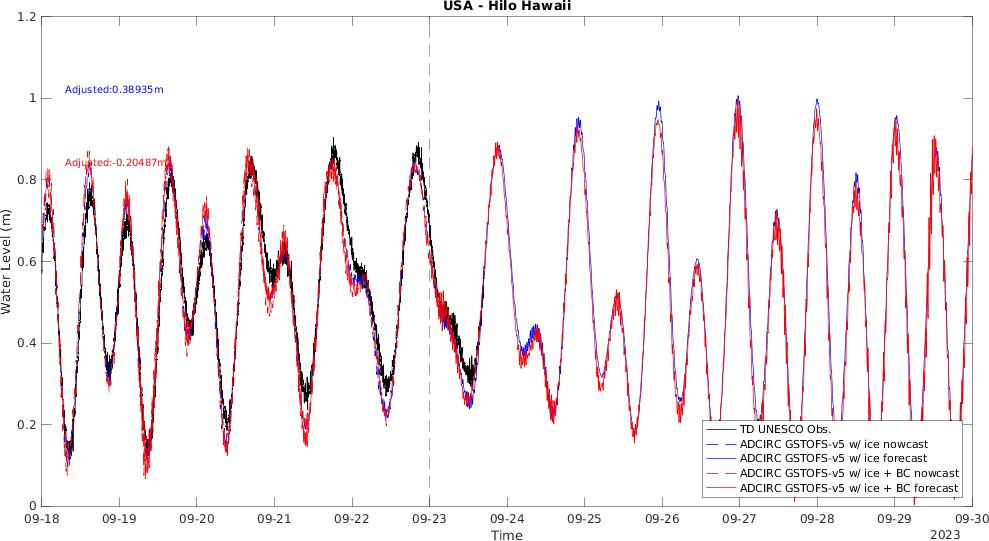 USA - Hilo Hawaii
1.2
1
0.8
0.6
0.4
0.2
0
Water Level (m)
Adjusted:0.38935m
Adjusted:-0.20487m
TD UNESCO Obs.
ADCIRC GSTOFS-v5 w/ ice nowcast
ADCIRC GSTOFS-v5 w/ ice forecast
ADCIRC GSTOFS-v5 w/ ice + BC nowcast
ADCIRC GSTOFS-v5 w/ ice + BC forecast
09-18 09-19 09-20 09-21 09-22 09-23 09-24 09-25 09-26 09-27 09-28 09-29 09-30
Time
2023